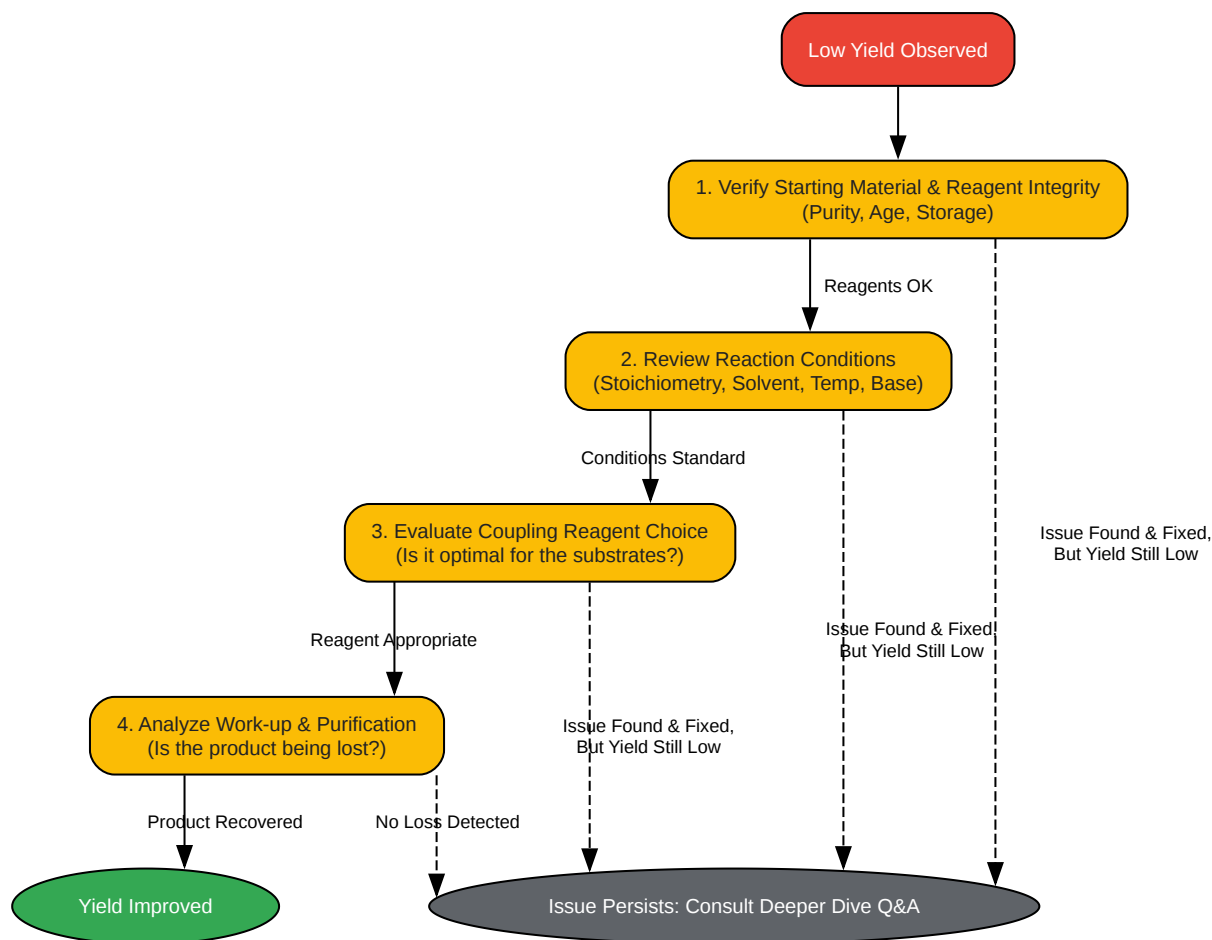 Low Yield Observed
1. Verify Starting Material & Reagent Integrity
(Purity, Age, Storage)
Reagents OK
2. Review Reaction Conditions
(Stoichiometry, Solvent, Temp, Base)
Conditions Standard
3. Evaluate Coupling Reagent Choice
(Is it optimal for the substrates?)
Issue Found & Fixed,
But Yield Still Low
Reagent Appropriate
Issue Found & Fixed,
But Yield Still Low
4. Analyze Work-up & Purification
(Is the product being lost?)
Issue Found & Fixed,
But Yield Still Low
Product Recovered
No Loss Detected
Yield Improved
Issue Persists: Consult Deeper Dive Q&A